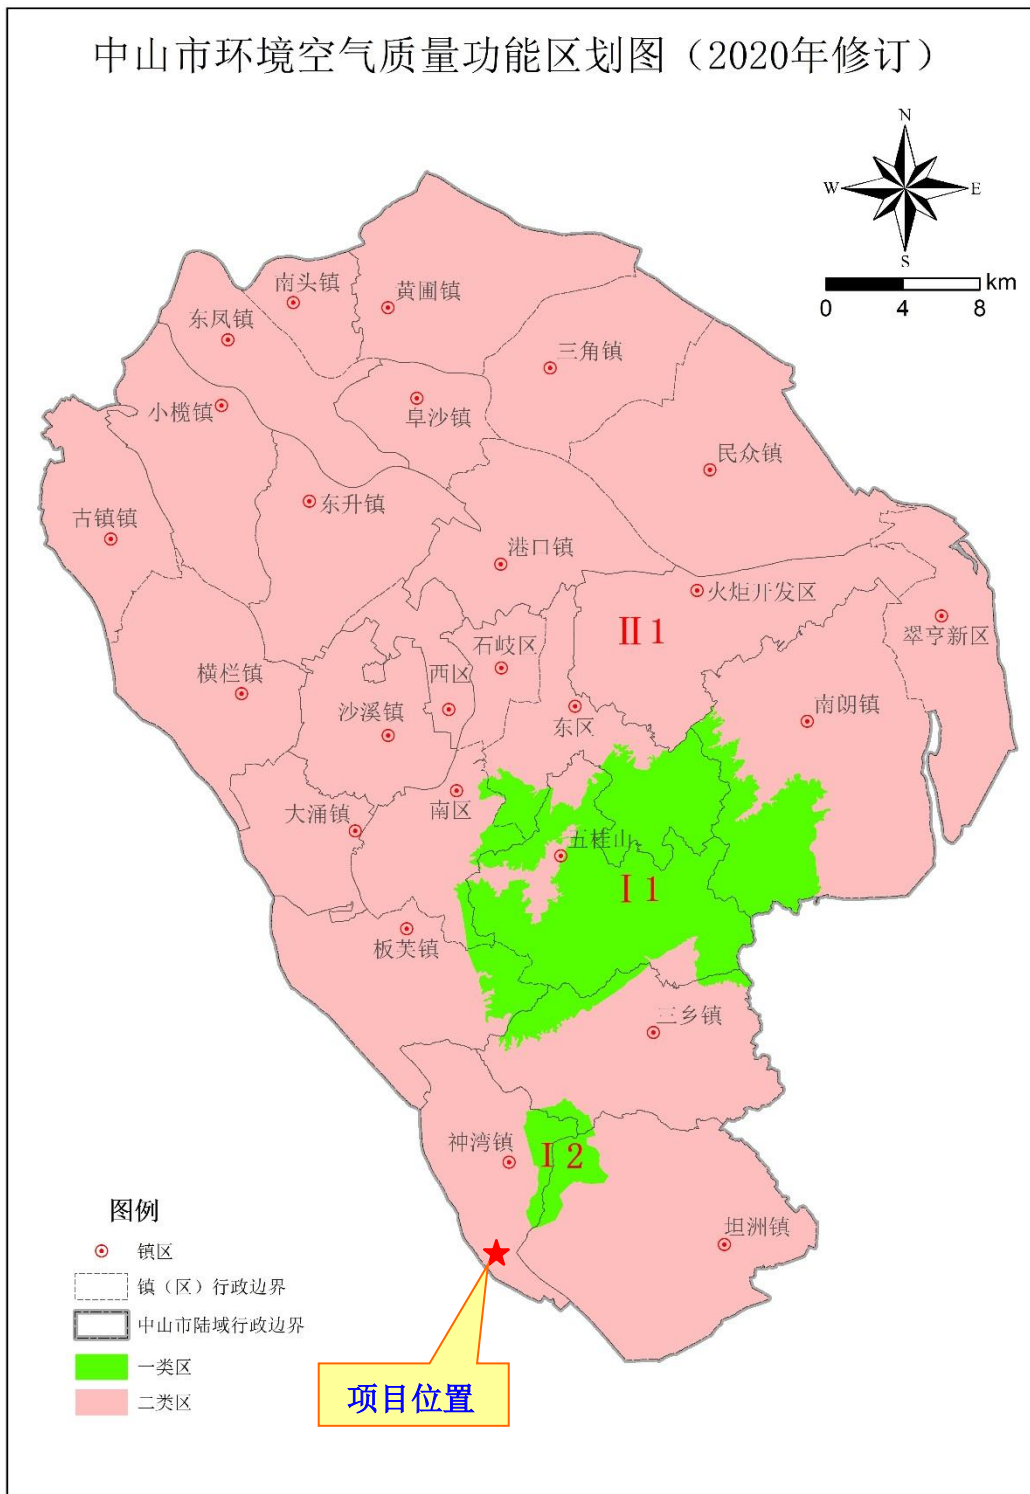 中山市环境空气质量功能区划图（2020年修订）
N
W
E
S
km
0
4
8
南头镇
黄圃镇
东凤镇
三角镇
小榄镇
阜沙镇
民众镇
东升镇
古镇镇
港口镇
火炬开发区
Ⅱ1
翠亨新区
石岐区
西区
横栏镇
沙溪镇
东区
南朗镇
南区
大涌镇
五桂山
Ⅰ1
板芙镇
三乡镇
神湾镇
Ⅰ2
坦洲镇
图例
镇区
镇（区）行政边界
中山市陆域行政边界
一类区
二类区
项目位置